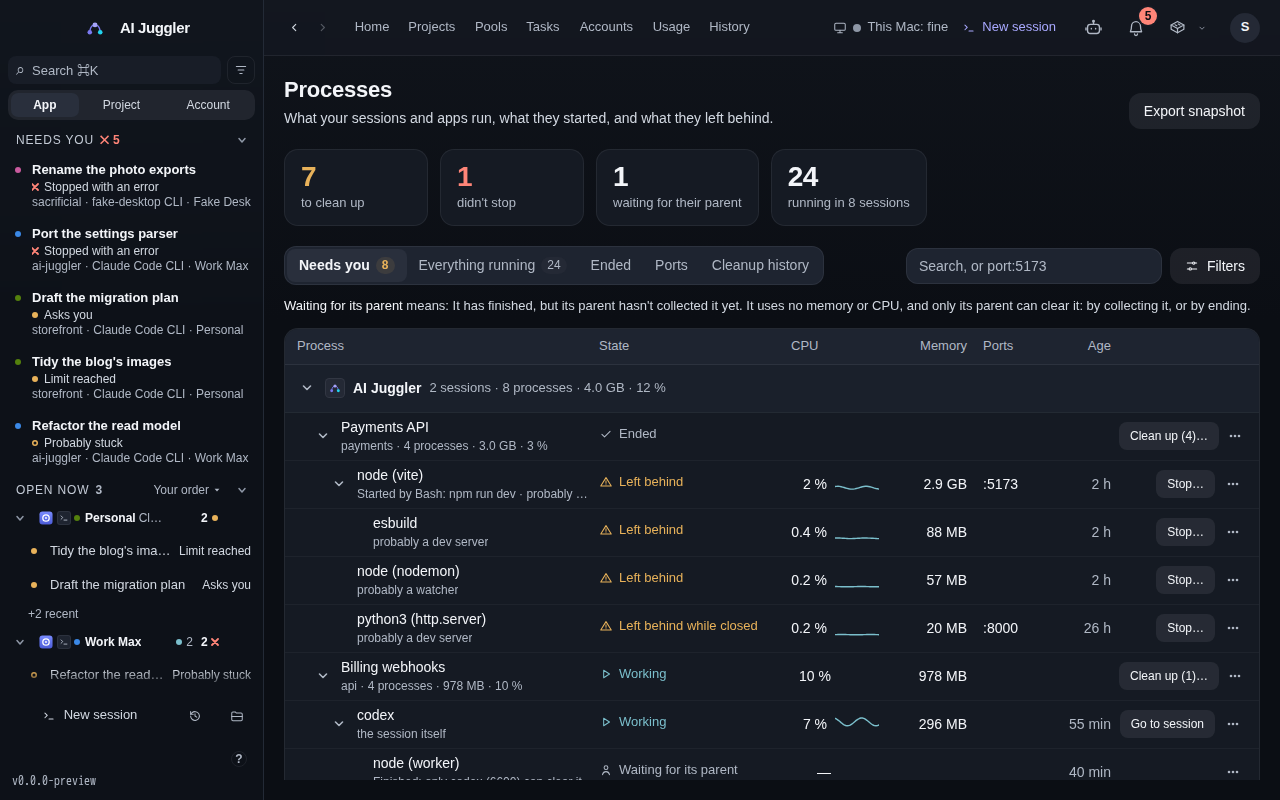 AI Juggler
Search ⌘K
App Project Account
NEEDS YOU 5
Rename the photo exports
Stopped with an error
sacrificial · fake-desktop CLI · Fake Desk
Port the settings parser
Stopped with an error
ai-juggler · Claude Code CLI · Work Max
Draft the migration plan
Asks you
storefront · Claude Code CLI · Personal
Tidy the blog's images
Limit reached
storefront · Claude Code CLI · Personal
Refactor the read model
Probably stuck
ai-juggler · Claude Code CLI · Work Max
OPEN NOW 3 Your order
Personal Cl… 2
Tidy the blog's ima… Limit reached
Draft the migration plan Asks you
+2 recent
Work Max 2 2
Refactor the read… Probably stuck
New session
?
v0.0.0-preview
Home Projects Pools Tasks Accounts Usage History
This Mac: fine New session 5 S
Processes
What your sessions and apps run, what they started, and what they left behind.
Export snapshot
7
to clean up
1
didn't stop
1
waiting for their parent
24
running in 8 sessions
Needs you 8 Everything running 24 Ended Ports Cleanup history
Search, or port:5173 Filters
Waiting for its parent means: It has finished, but its parent hasn't collected it yet. It uses no memory or CPU, and only its parent can clear it: by collecting it, or by ending.
Process State CPU Memory Ports Age
AI Juggler 2 sessions · 8 processes · 4.0 GB · 12 %
Payments API Ended Clean up (4)…
payments · 4 processes · 3.0 GB · 3 %
node (vite) Left behind 2 % 2.9 GB :5173 2 h Stop…
Started by Bash: npm run dev · probably …
esbuild Left behind 0.4 % 88 MB 2 h Stop…
probably a dev server
node (nodemon) Left behind 0.2 % 57 MB 2 h Stop…
probably a watcher
python3 (http.server) Left behind while closed 0.2 % 20 MB :8000 26 h Stop…
probably a dev server
Billing webhooks Working 10 % 978 MB Clean up (1)…
api · 4 processes · 978 MB · 10 %
codex Working 7 % 296 MB 55 min Go to session
the session itself
node (worker) Waiting for its parent — 40 min